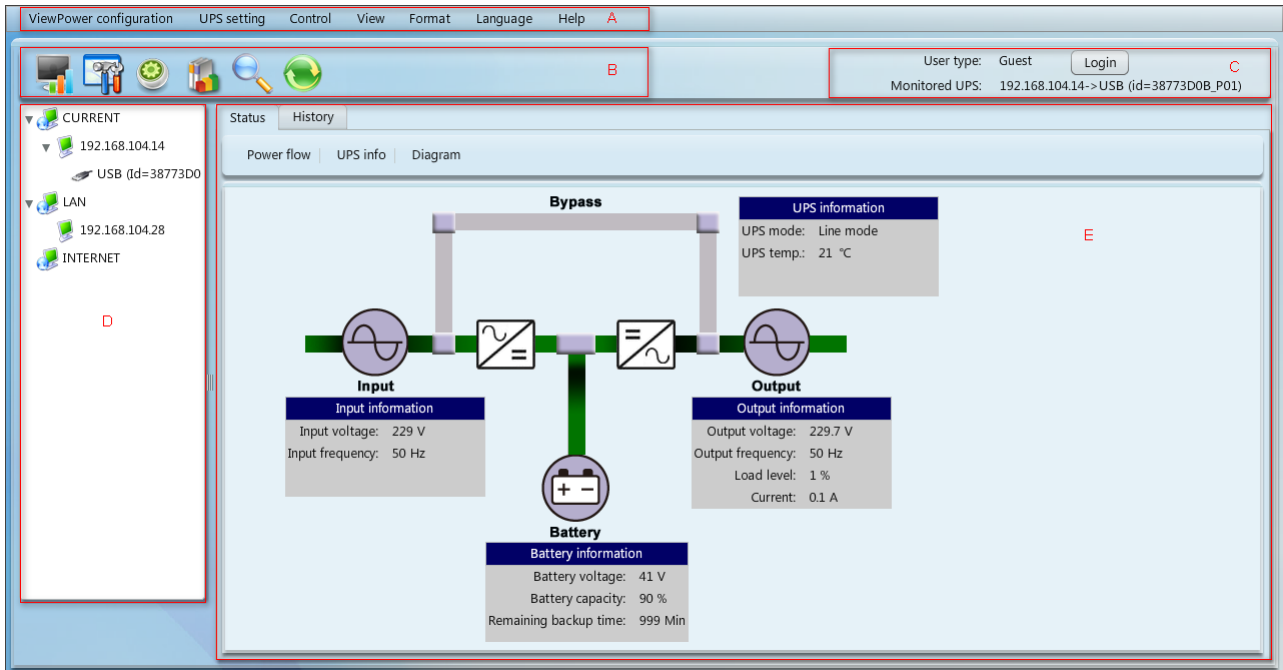 ViewPower configuration UPS setting Control View Format Language Help A
B
User type: Guest Login C
Monitored UPS: 192.168.104.14->USB (id=38773D0B_P01)
CURRENT
192.168.104.14
USB (Id=38773D0
LAN
192.168.104.28
INTERNET
D
Status History
Power flow UPS info Diagram
Bypass
UPS information
UPS mode: Line mode
UPS temp.: 21 ℃
E
Input
Input information
Input voltage: 229 V
Input frequency: 50 Hz
Output
Output information
Output voltage: 229.7 V
Output frequency: 50 Hz
Load level: 1 %
Current: 0.1 A
Battery
Battery information
Battery voltage: 41 V
Battery capacity: 90 %
Remaining backup time: 999 Min